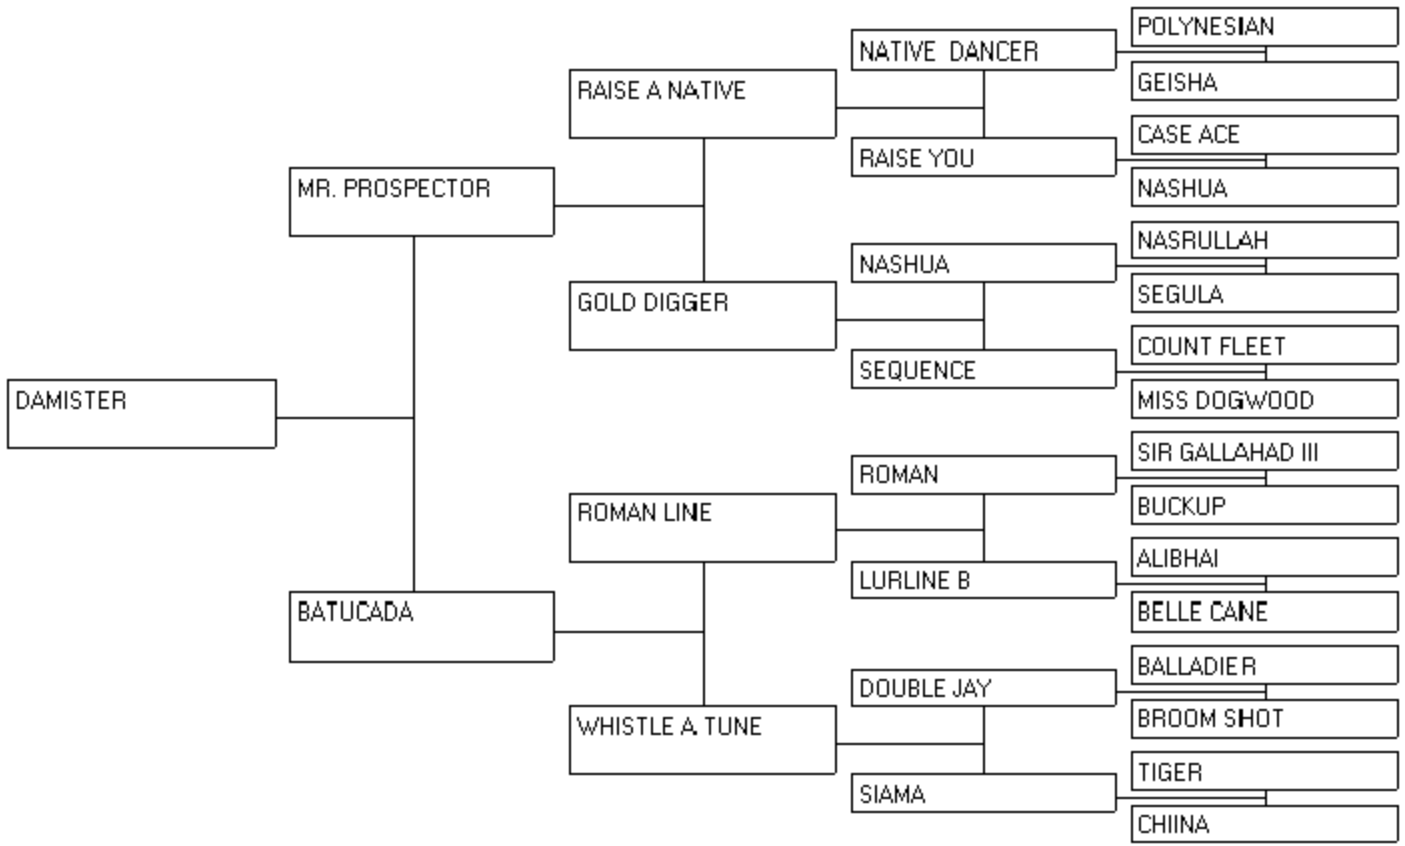 POLYNESIAN
NATIVE DANCER
GEISHA
RAISE A NATIVE
CASE ACE
RAISE YOU
NASHUA
MR. PROSPECTOR
NASRULLAH
NASHUA
SEGULA
GOLD DIGGER
COUNT FLEET
SEQUENCE
MISS DOGWOOD
DAMISTER
SIR GALLAHAD III
ROMAN
BUCKUP
ROMAN LINE
ALIBHAI
LURLINE B
BELLE CANE
BATUCADA
BALLADIER
DOUBLE JAY
BROOM SHOT
WHISTLE A TUNE
TIGER
SIAMA
CHIINA